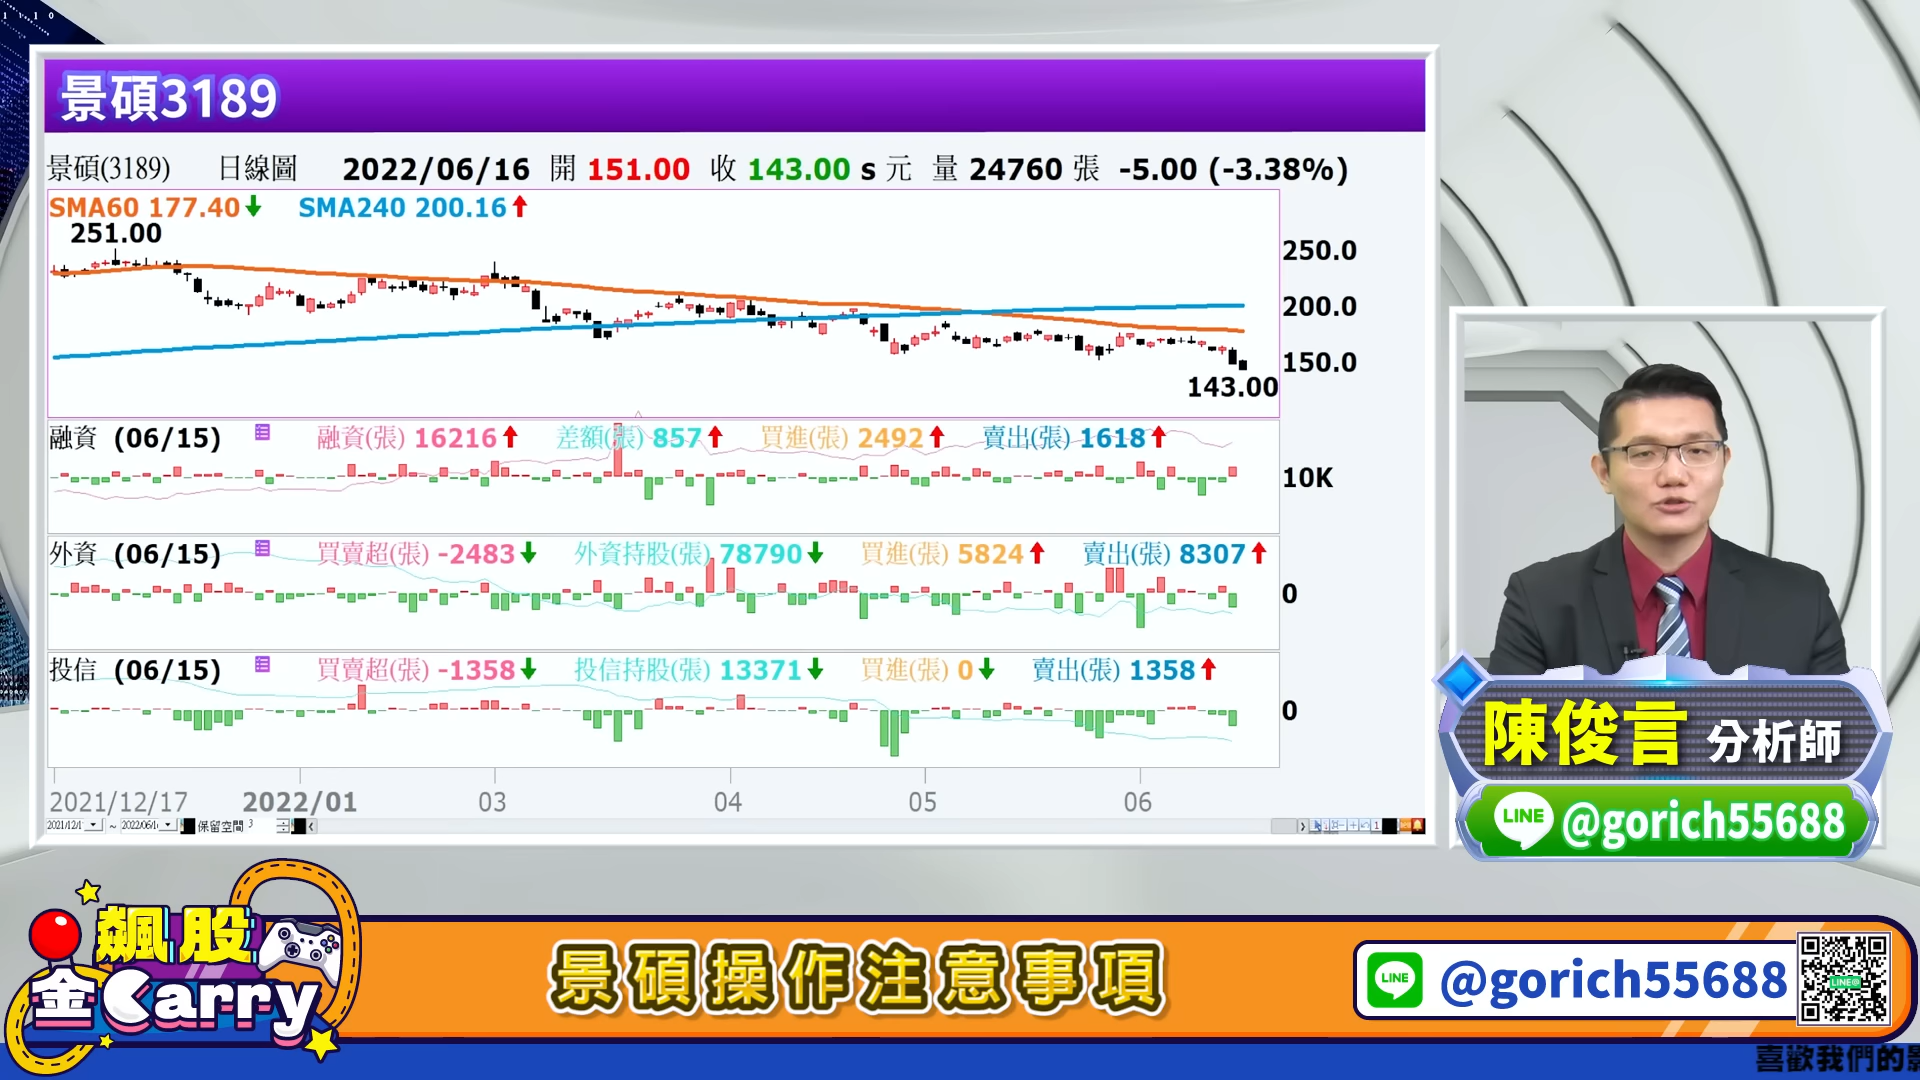 景碩3189
景碩(3189) 日線圖 2022/06/16 開 151.00 收 143.00 s 元 量 24760 張 -5.00 (-3.38%)
SMA60 177.40 SMA240 200.16
251.00
250.0
200.0
150.0
143.00
融資 (06/15) 融資(張) 16216 差額(張) 857 買進(張) 2492 賣出(張) 1618
10K
外資 (06/15) 買賣超(張) -2483 外資持股(張) 78790 買進(張) 5824 賣出(張) 8307
0
投信 (06/15) 買賣超(張) -1358 投信持股(張) 13371 買進(張) 0 賣出(張) 1358
0
2021/12/17 2022/01 03 04 05 06
保留空間 3
陳俊言 分析師
LINE @gorich55688
飆股
金Carry
景碩操作注意事項
LINE @gorich55688
LINE@
喜歡我們的